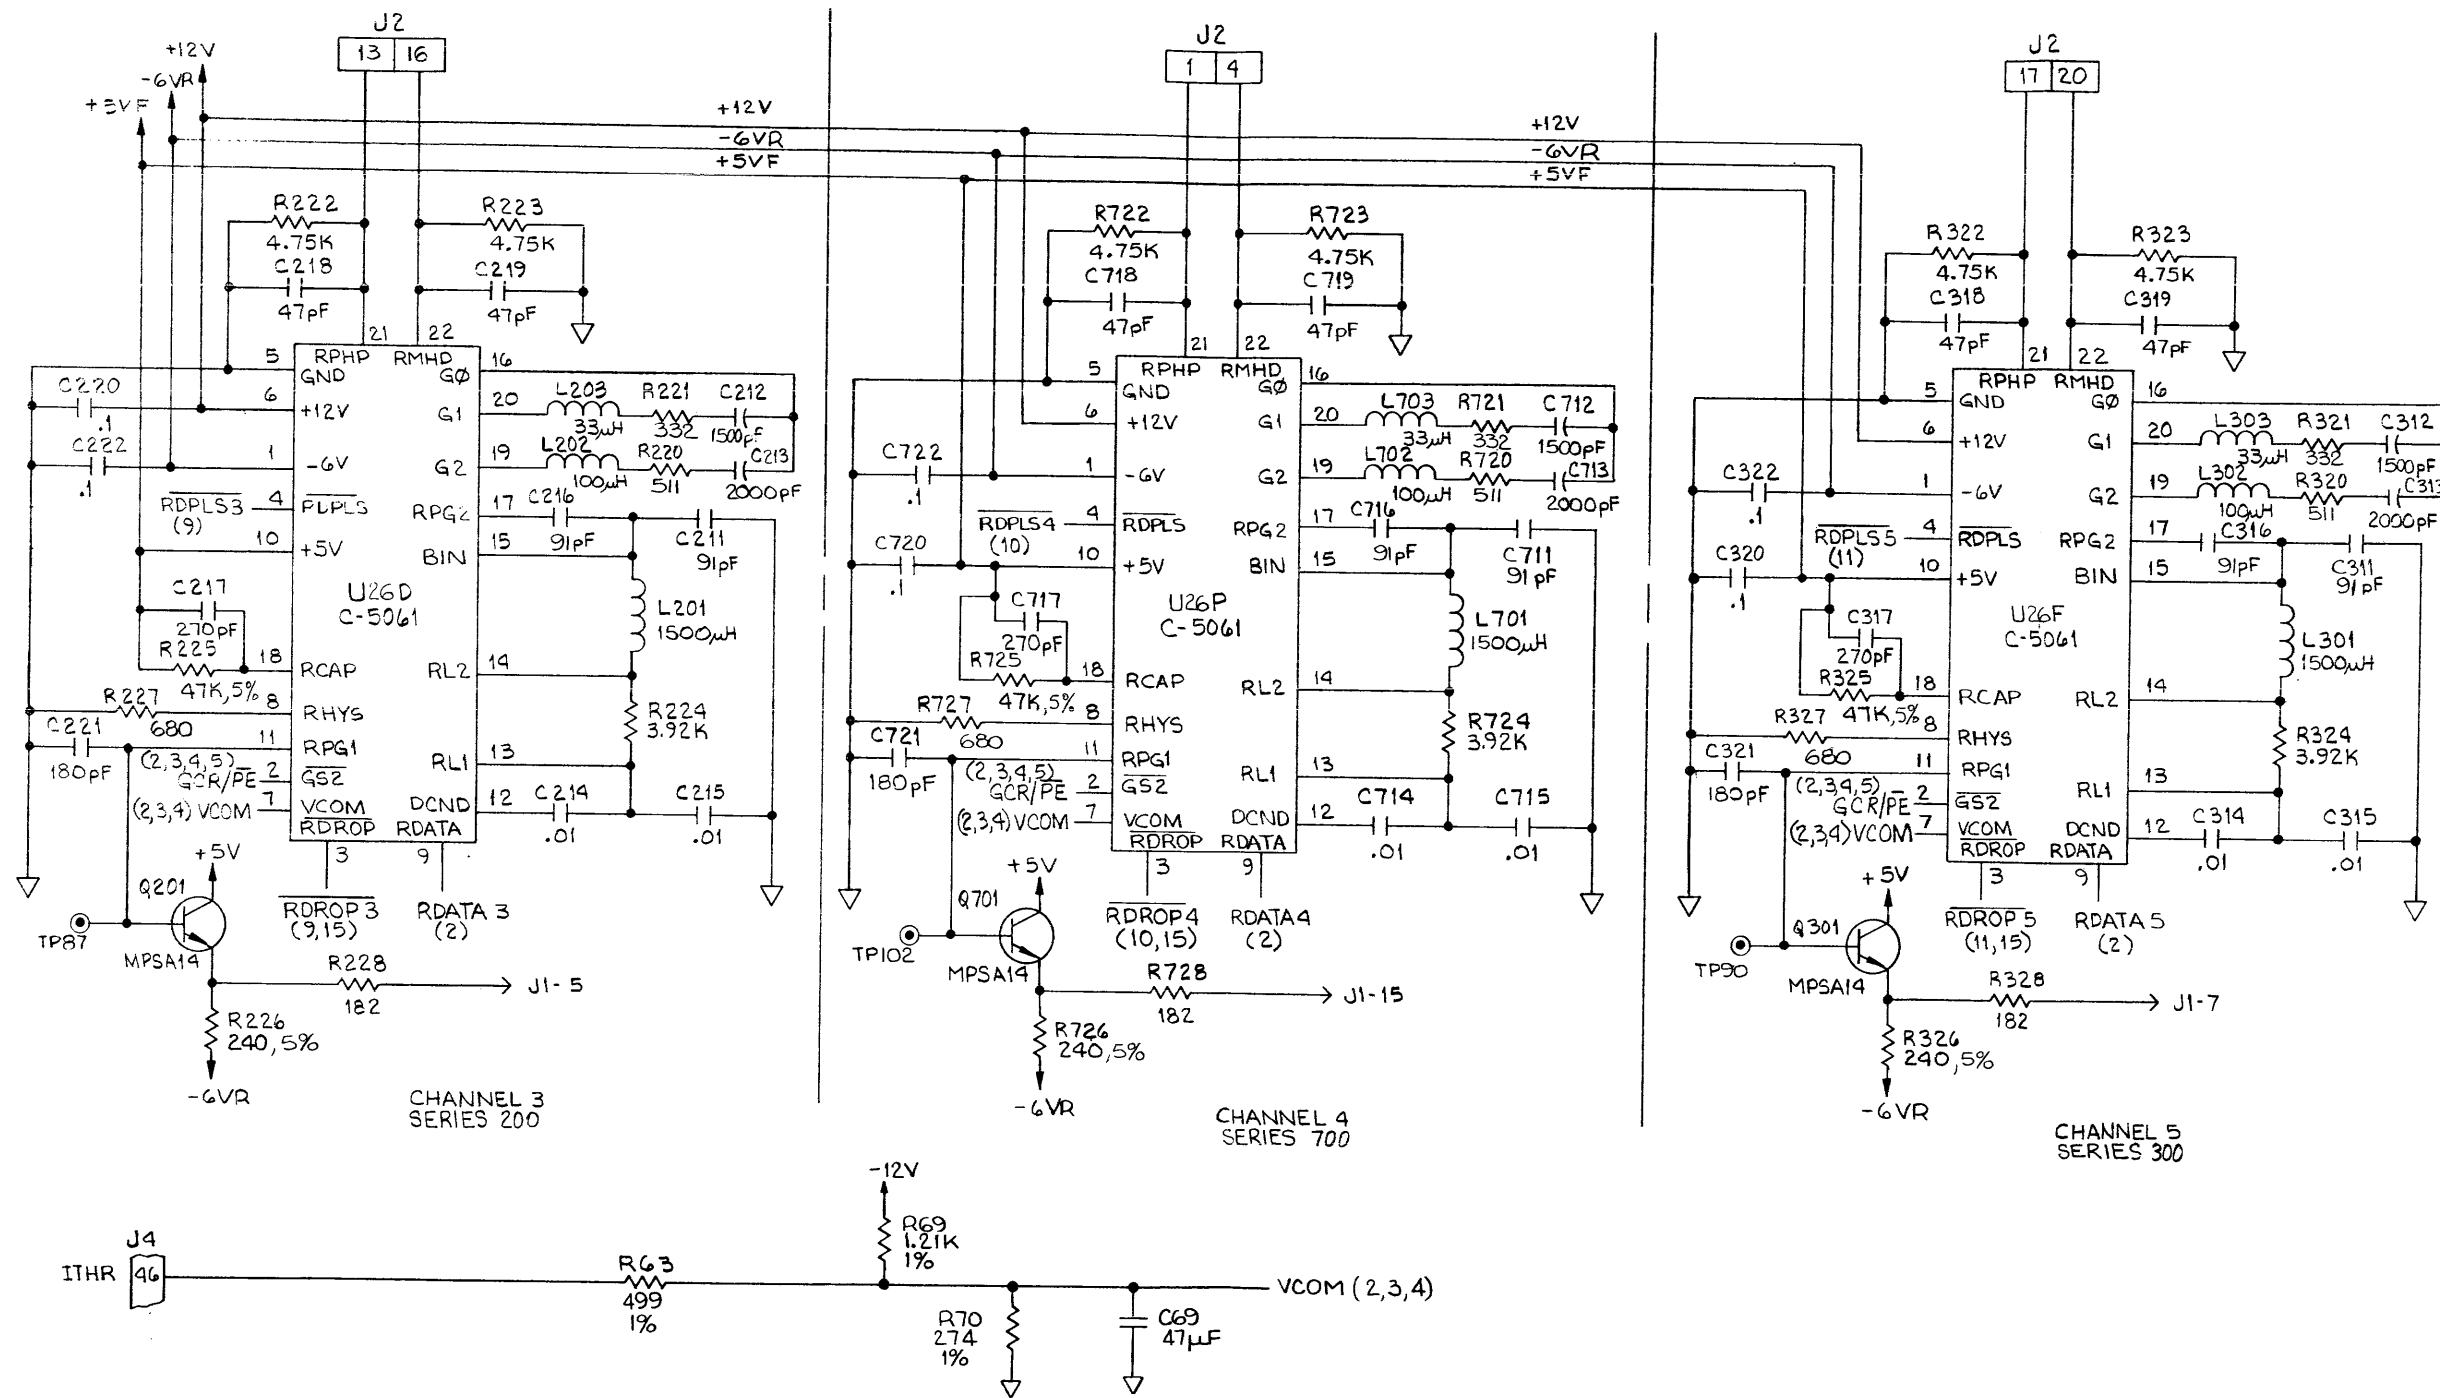 J2
13 16
+12V
-6VR
+5VF
+12V
-6VR
+5VF
R222
4.75K
C218
47pF
R223
4.75K
C219
47pF
21
22
5
RPHP
RMHD
16
GND
GØ
C220
.1
6
+12V
G1
20
L203
33µH
R221
332
C212
1500pF
C222
.1
1
-6V
G2
19
L202
100µH
R220
511
C213
2000pF
RDPLS3
(9)
4
RDPLS
RPG2
17
C216
91pF
C211
91pF
10
+5V
BIN
15
C217
270pF
U26D
C-5061
L201
1500µH
R225
47K,5%
18
RCAP
RL2
14
R227
680
8
RHYS
R224
3.92K
C221
180pF
11
RPG1
RL1
13
(2,3,4,5)
GCR/PE
2
GS2
(2,3,4) VCOM
7
VCOM
DCND
12
C214
.01
C215
.01
RDROP
RDATA
3
9
+5V
Q201
TP87
MPSA14
RDROP3
(9,15)
RDATA 3
(2)
R228
182
J1-5
R226
240,5%
-6VR
CHANNEL 3
SERIES 200
J2
1 4
R722
4.75K
C718
47pF
R723
4.75K
C719
47pF
21
22
5
RPHP
RMHD
16
GND
GØ
6
+12V
G1
20
L703
33µH
R721
332
C712
1500pF
C722
.1
1
-6V
G2
19
L702
100µH
R720
511
C713
2000pF
RDPLS4
(10)
4
RDPLS
RPG2
17
C716
91pF
C711
91pF
C720
.1
10
+5V
BIN
15
C717
270pF
U26P
C-5061
L701
1500µH
R725
47K,5%
18
RCAP
RL2
14
R727
680
8
RHYS
R724
3.92K
C721
180pF
11
RPG1
RL1
13
(2,3,4,5)
GCR/PE
2
GS2
(2,3,4) VCOM
7
VCOM
DCND
12
C714
.01
C715
.01
RDROP
RDATA
3
9
+5V
Q701
TP102
MPSA14
RDROP4
(10,15)
RDATA4
(2)
R728
182
J1-15
R726
240,5%
-6VR
CHANNEL 4
SERIES 700
J2
17 20
+12V
-6VR
+5VF
R322
4.75K
C318
47pF
R323
4.75K
C319
47pF
21
22
5
RPHP
RMHD
16
GND
GØ
6
+12V
G1
20
L303
33µH
R321
332
C312
1500pF
C322
.1
1
-6V
G2
19
L302
100µH
R320
511
C313
2000pF
RDPLS5
(11)
4
RDPLS
RPG2
17
C316
91pF
C311
91pF
C320
.1
10
+5V
BIN
15
C317
270pF
U26F
C-5061
L301
1500µH
R325
47K,5%
18
RCAP
RL2
14
R327
680
8
RHYS
R324
3.92K
C321
180pF
11
RPG1
RL1
13
(2,3,4,5)
GCR/PE
2
GS2
(2,3,4) VCOM
7
VCOM
DCND
12
C314
.01
C315
.01
RDROP
RDATA
3
9
+5V
Q301
TP90
MPSA14
RDROP5
(11,15)
RDATA5
(2)
R328
182
J1-7
R326
240,5%
-6VR
CHANNEL 5
SERIES 300
-12V
R69
1.21K
1%
J4
ITHR 46
R63
499
1%
VCOM (2,3,4)
R70
274
1%
C69
47µF